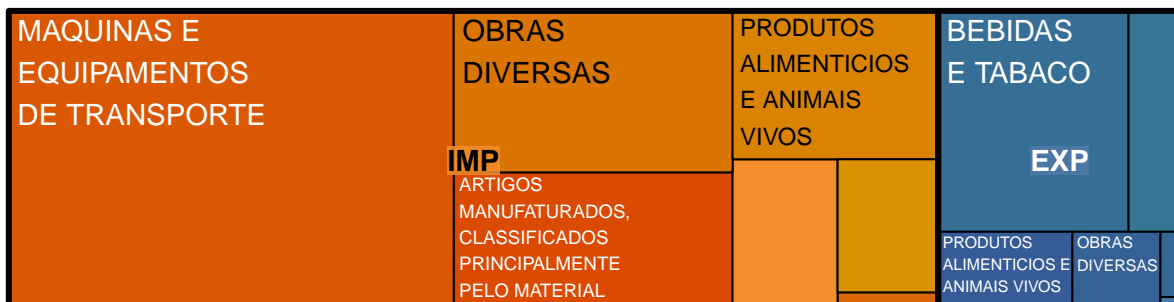 MAQUINAS E
EQUIPAMENTOS
DE TRANSPORTE
OBRAS
DIVERSAS
PRODUTOS
ALIMENTICIOS
E ANIMAIS
VIVOS
IMP
ARTIGOS
MANUFATURADOS,
CLASSIFICADOS
PRINCIPALMENTE
PELO MATERIAL
BEBIDAS
E TABACO
EXP
PRODUTOS
ALIMENTICIOS E
ANIMAIS VIVOS
OBRAS
DIVERSAS